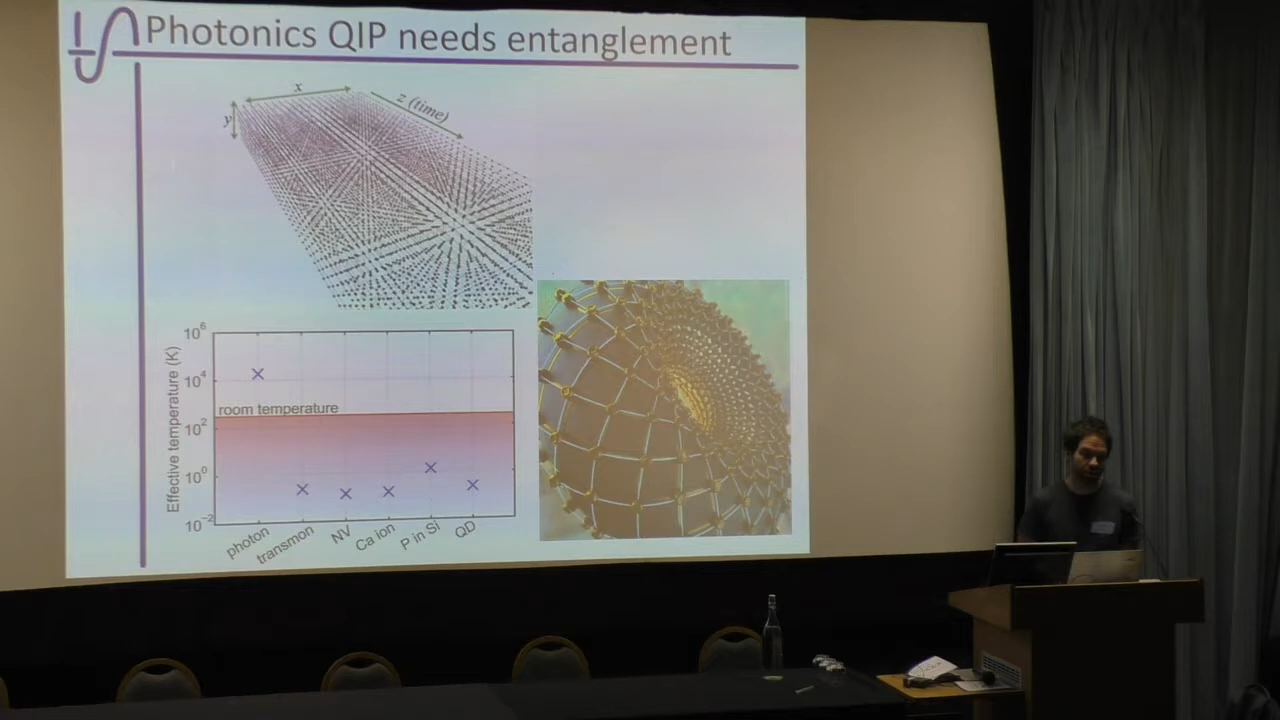 Photonics QIP needs entanglement
x
y
z (time)
Effective temperature (K)
10^6
10^4
room temperature
10^2
10^0
10^-2
photon
transmon
NV
Ca ion
P in Si
QD